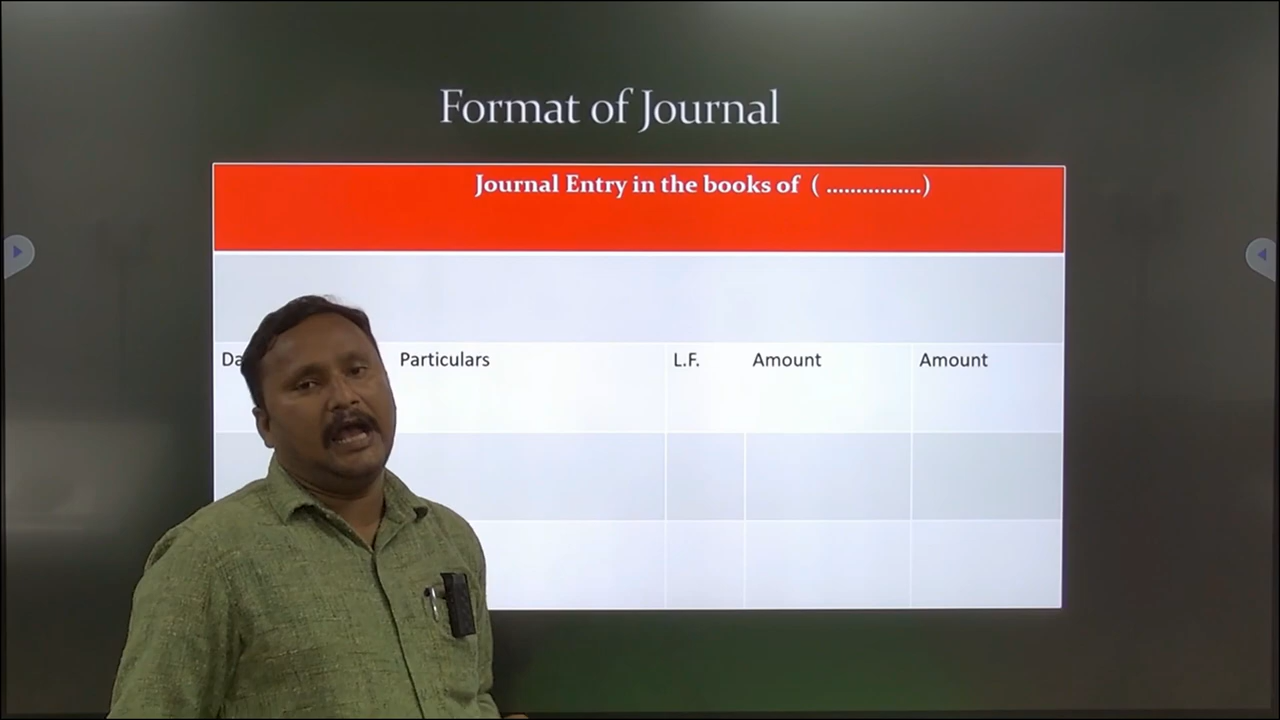 Format of Journal
Journal Entry in the books of ( ................)
Particulars L.F. Amount Amount